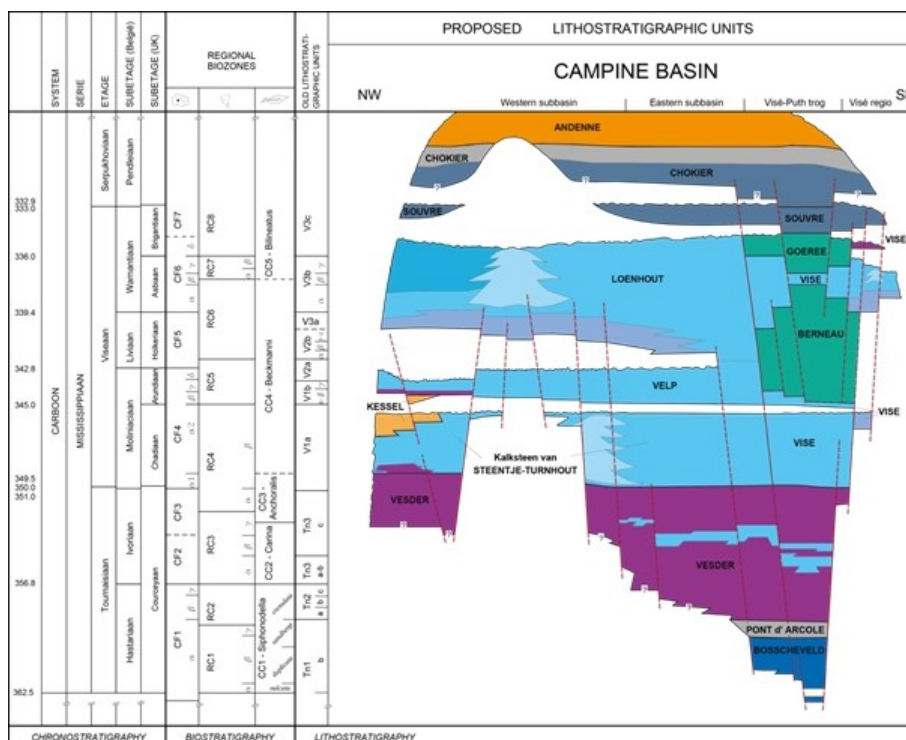 PROPOSED LITHOSTRATIGRAPHIC UNITS
CAMPINE BASIN
NW
Western subbasin
Eastern subbasin
Visé-Puth trog
Visé regio
SYSTEM
SERIE
ETAGE
SUBETAGE (België)
SUBETAGE (UK)
REGIONAL
BIOZONES
OLD LITHOSTRATI-
GRAPHIC UNITS
332.9
333.0
336.0
339.4
342.8
345.0
349.5
350.0
351.0
356.8
362.5
CARBOON
MISSISSIPPIAAN
Serpukhoviaan
Viseaan
Tournaisiaan
Pendleiaan
Warnantiaan
Liviaan
Moliniaciaan
Ivoriaan
Hastariaan
Brigantiaan
Asbiaan
Holkeriaan
Arundiaan
Chadiaan
Courceyaan
CF7
CF6
CF5
CF4
CF3
CF2
CF1
RC8
RC7
RC6
RC5
RC4
RC3
RC2
RC1
CC5 - Bilineatus
CC4 - Beckmanni
CC3 -
Anchoralis
CC2 - Carina
CC1 - Siphonodella
V3c
V3b
V3a
V2b
V2a
V1b
V1a
Tn3
c
Tn3
a-b
Tn2
a b c
Tn1
b
ANDENNE
CHOKIER
CHOKIER
SOUVRE
SOUVRE
GOEREE
VISE
LOENHOUT
VISE
BERNEAU
VELP
KESSEL
VISE
VISE
Kalksteen van
STEENTJE-TURNHOUT
VESDER
VESDER
PONT d' ARCOLE
BOSSCHEVELD
CHRONOSTRATIGRAPHY
BIOSTRATIGRAPHY
LITHOSTRATIGRAPHY